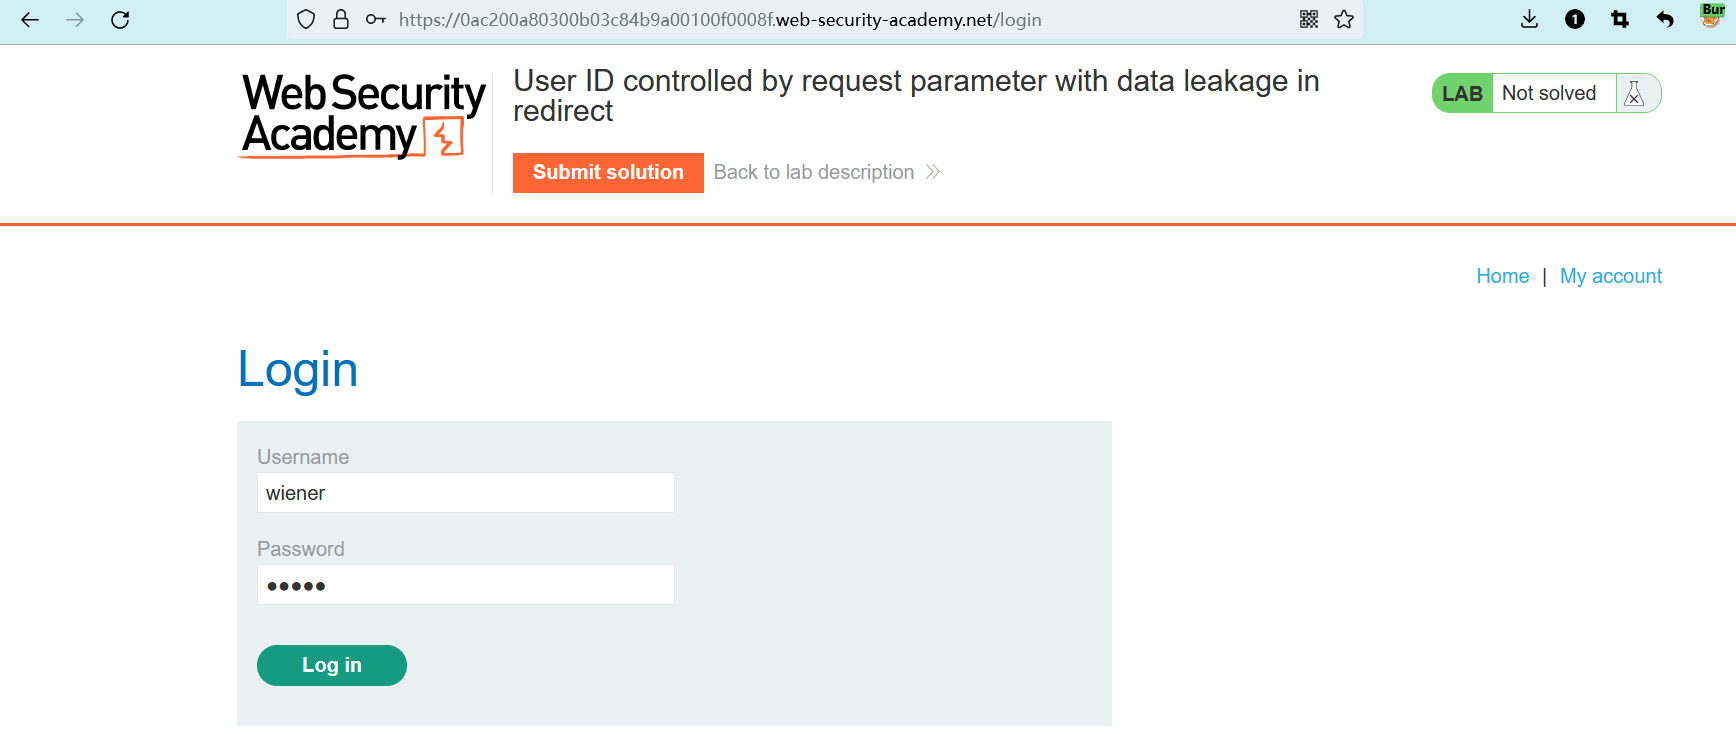 https://0ac200a80300b03c84b9a00100f0008f.web-security-academy.net/login
1
Bur
Web Security
Academy
User ID controlled by request parameter with data leakage in
redirect
LAB Not solved
Submit solution Back to lab description
Home | My account
Login
Username
wiener
Password
Log in